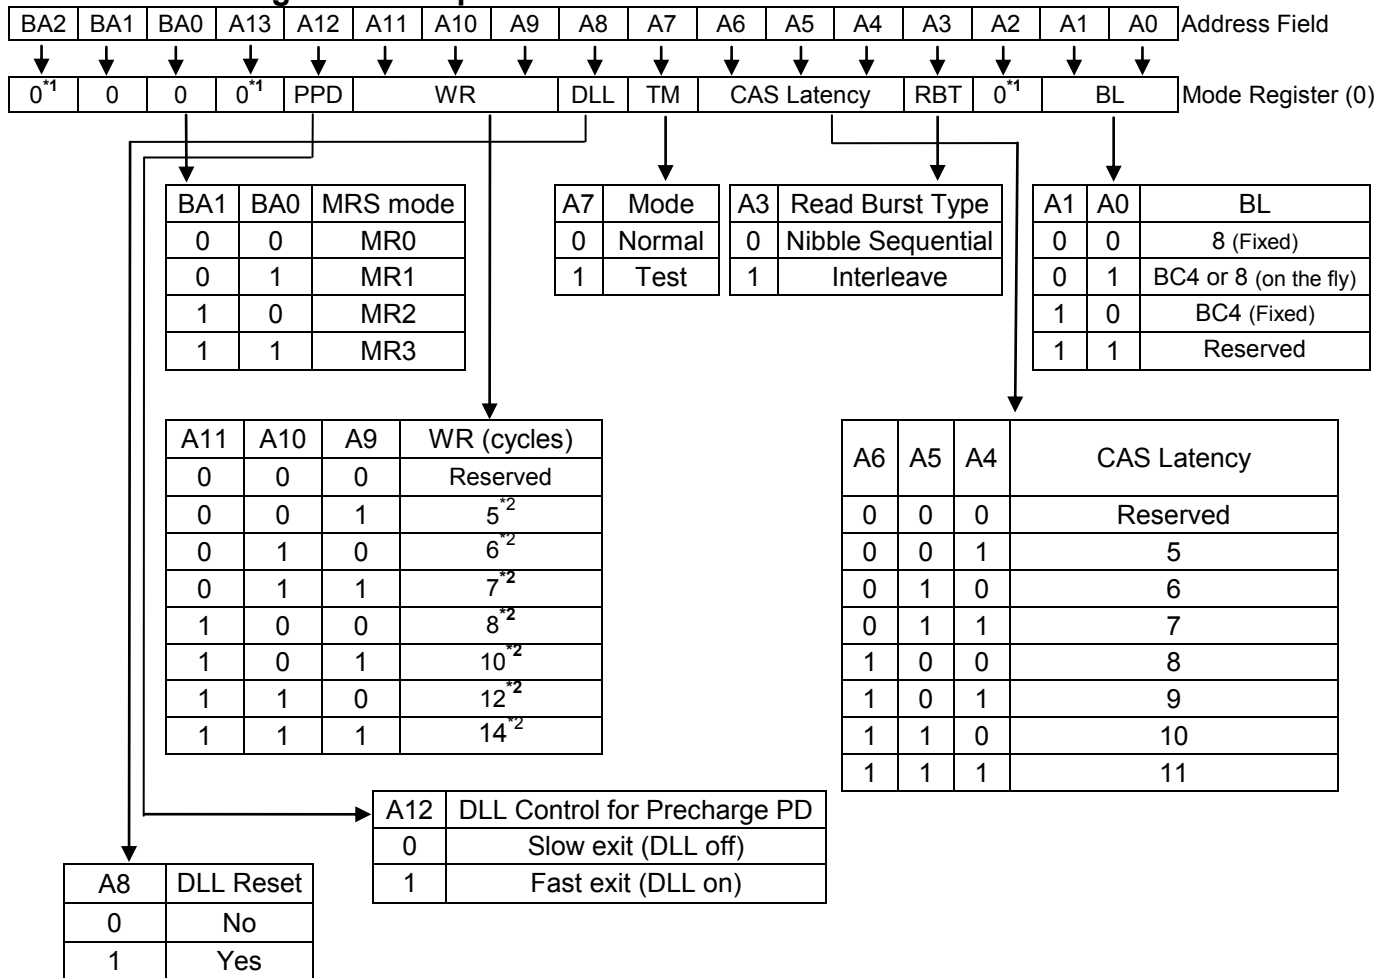 BA2 BA1 BA0 A13 A12 A11 A10 A9 A8 A7 A6 A5 A4 A3 A2 A1 A0 Address Field
0*1 0 0 0*1 PPD WR DLL TM CAS Latency RBT 0*1 BL Mode Register (0)
BA1 BA0 MRS mode
0 0 MR0
0 1 MR1
1 0 MR2
1 1 MR3
A7 Mode
0 Normal
1 Test
A3 Read Burst Type
0 Nibble Sequential
1 Interleave
A1 A0 BL
0 0 8 (Fixed)
0 1 BC4 or 8 (on the fly)
1 0 BC4 (Fixed)
1 1 Reserved
A11 A10 A9 WR (cycles)
0 0 0 Reserved
0 0 1 5*2
0 1 0 6*2
0 1 1 7*2
1 0 0 8*2
1 0 1 10*2
1 1 0 12*2
1 1 1 14*2
A6 A5 A4 CAS Latency
0 0 0 Reserved
0 0 1 5
0 1 0 6
0 1 1 7
1 0 0 8
1 0 1 9
1 1 0 10
1 1 1 11
A12 DLL Control for Precharge PD
0 Slow exit (DLL off)
1 Fast exit (DLL on)
A8 DLL Reset
0 No
1 Yes